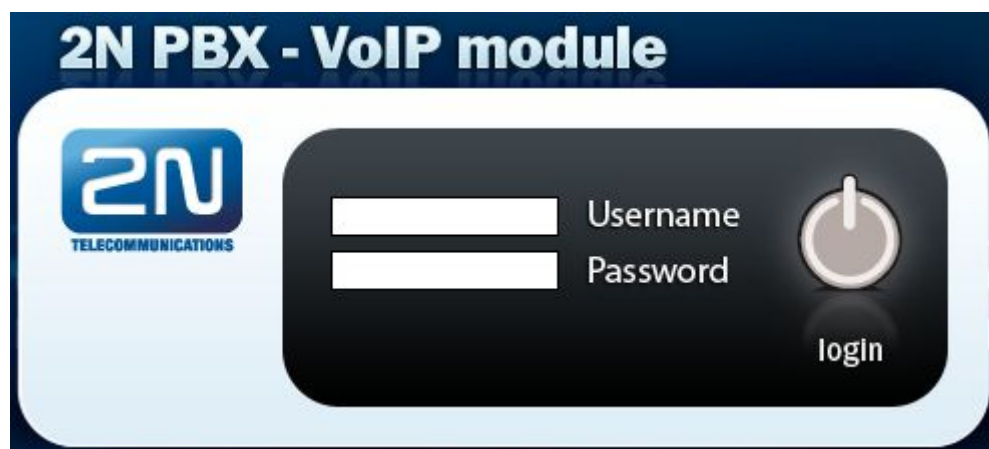 2N PBX - VoIP module
2N
TELECOMMUNICATIONS
Username
Password
login